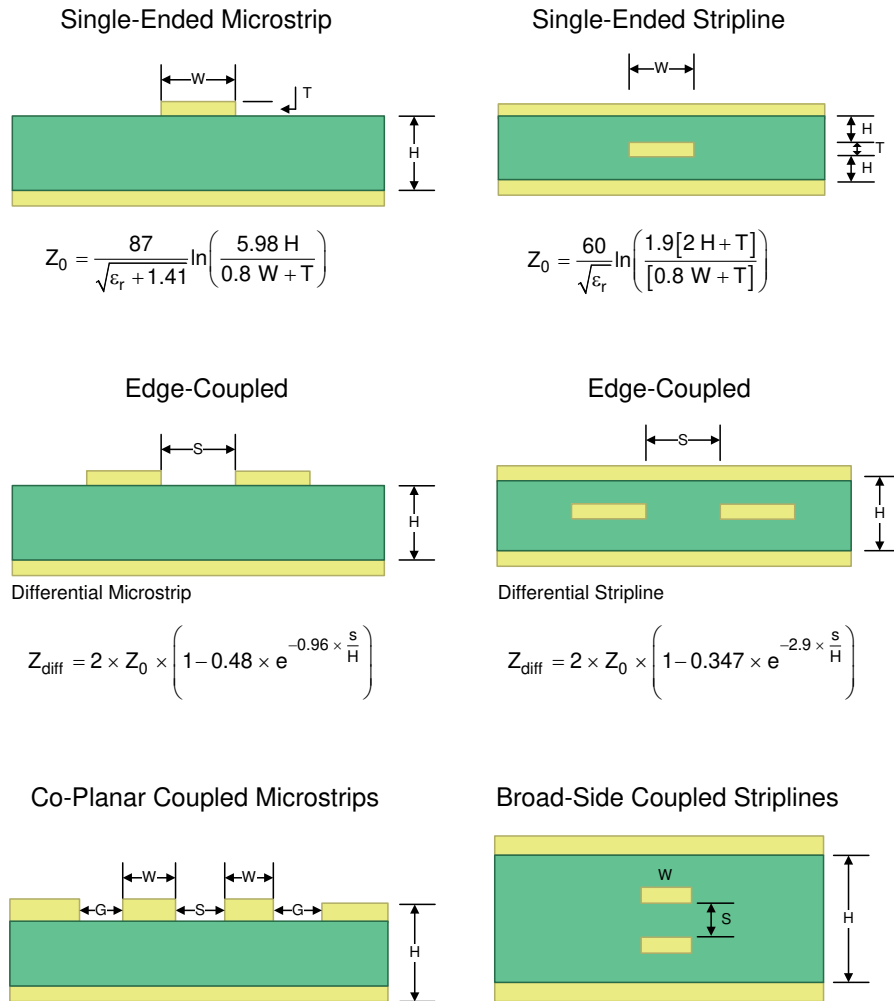 Single-Ended Microstrip
W
T
H
Z₀ = 87/√(εᵣ + 1.41) ln(5.98 H/(0.8 W + T))
Single-Ended Stripline
W
H
T
H
Z₀ = 60/√εᵣ ln(1.9[2 H + T]/[0.8 W + T])
Edge-Coupled
S
H
Differential Microstrip
Z_diff = 2 × Z₀ × (1 − 0.48 × e^(−0.96 × s/H))
Edge-Coupled
S
H
Differential Stripline
Z_diff = 2 × Z₀ × (1 − 0.347 × e^(−2.9 × s/H))
Co-Planar Coupled Microstrips
W W
G S G
H
Broad-Side Coupled Striplines
W
S
H